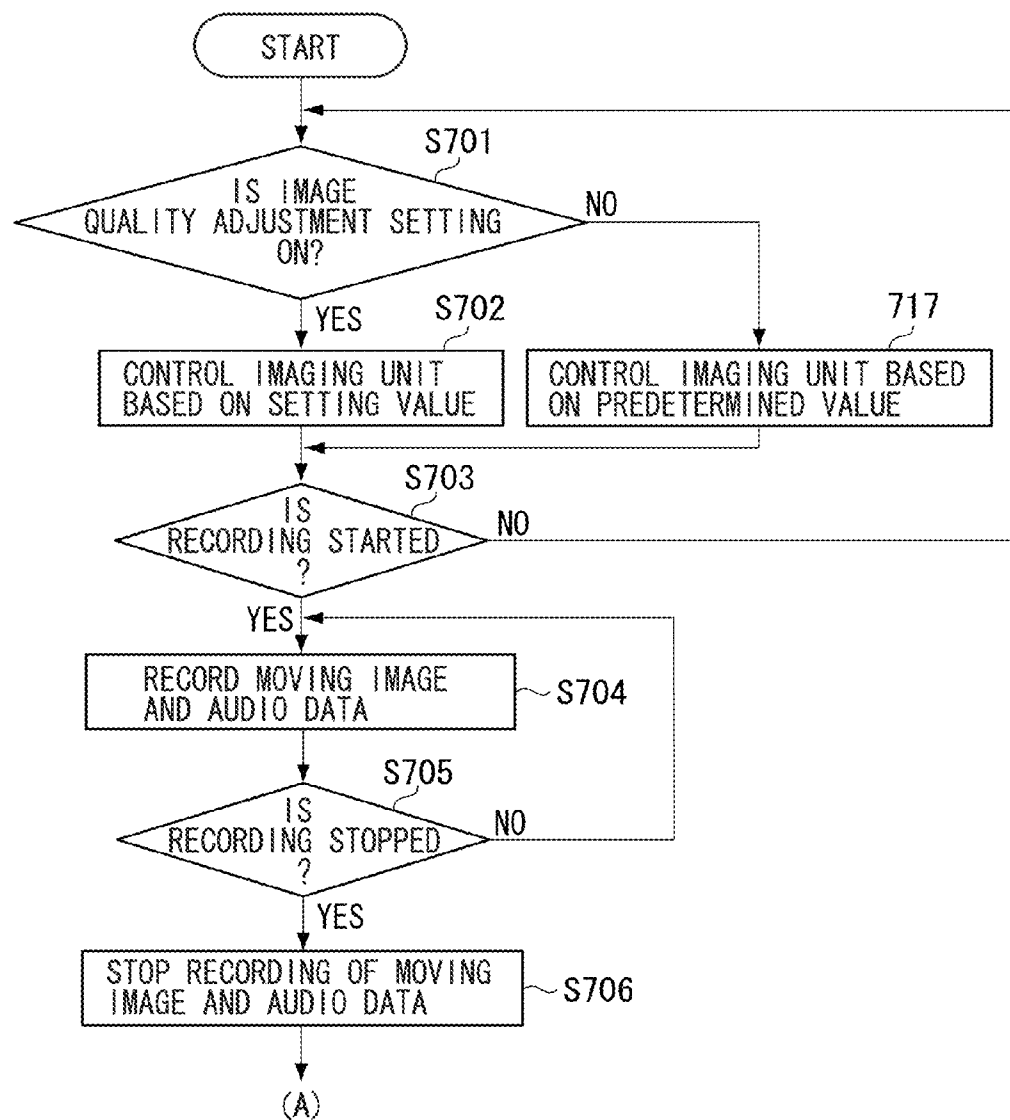 START
S701
IS IMAGE
QUALITY ADJUSTMENT SETTING
ON?
NO
YES
S702
CONTROL IMAGING UNIT
BASED ON SETTING VALUE
717
CONTROL IMAGING UNIT BASED
ON PREDETERMINED VALUE
S703
IS
RECORDING STARTED
?
NO
YES
RECORD MOVING IMAGE
AND AUDIO DATA
S704
S705
IS
RECORDING STOPPED
?
NO
YES
STOP RECORDING OF MOVING
IMAGE AND AUDIO DATA
S706
(A)